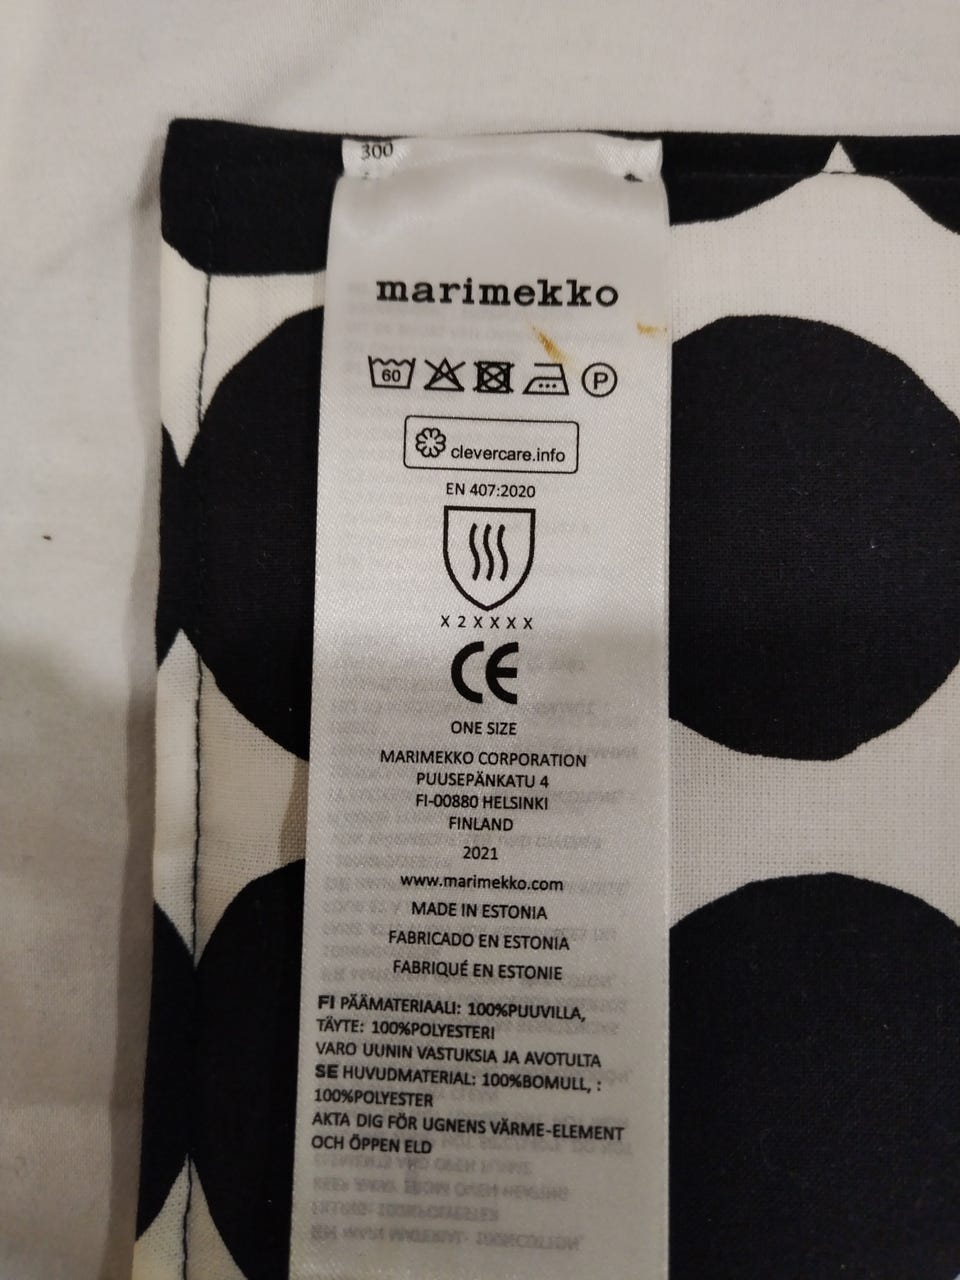 300
marimekko
60
P
clevercare.info
EN 407:2020
X 2 X X X X
CE
ONE SIZE
MARIMEKKO CORPORATION
PUUSEPÄNKATU 4
FI-00880 HELSINKI
FINLAND
2021
www.marimekko.com
MADE IN ESTONIA
FABRICADO EN ESTONIA
FABRIQUÉ EN ESTONIE
FI PÄÄMATERIAALI: 100%PUUVILLA,
TÄYTE: 100%POLYESTERI
VARO UUNIN VASTUKSIA JA AVOTULTA
SE HUVUDMATERIAL: 100%BOMULL, :
100%POLYESTER
AKTA DIG FÖR UGNENS VÄRME-ELEMENT
OCH ÖPPEN ELD